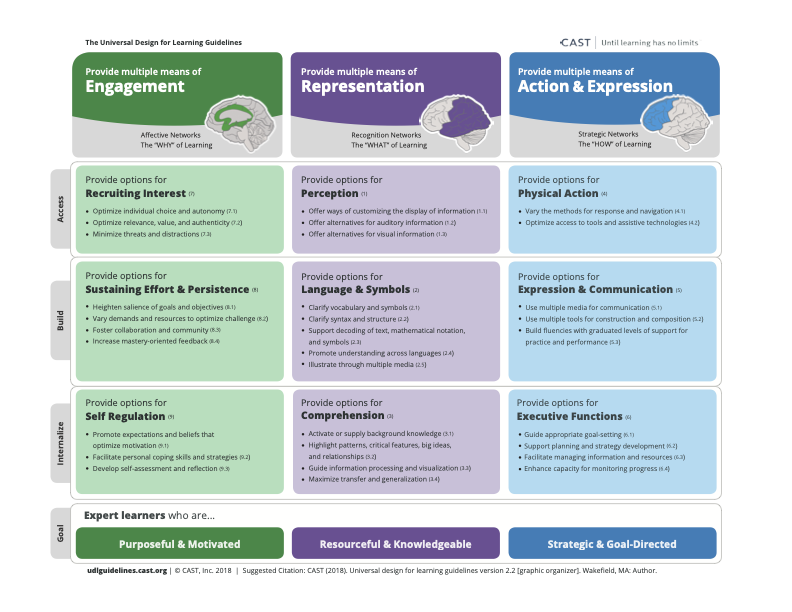 The Universal Design for Learning Guidelines
CAST | Until learning has no limits
Provide multiple means of
Engagement
Affective Networks
The "WHY" of Learning
Provide multiple means of
Representation
Recognition Networks
The "WHAT" of Learning
Provide multiple means of
Action & Expression
Strategic Networks
The "HOW" of Learning
Access
Provide options for
Recruiting Interest (7)
• Optimize individual choice and autonomy (7.1)
• Optimize relevance, value, and authenticity (7.2)
• Minimize threats and distractions (7.3)
Provide options for
Perception (1)
• Offer ways of customizing the display of information (1.1)
• Offer alternatives for auditory information (1.2)
• Offer alternatives for visual information (1.3)
Provide options for
Physical Action (4)
• Vary the methods for response and navigation (4.1)
• Optimize access to tools and assistive technologies (4.2)
Build
Provide options for
Sustaining Effort & Persistence (8)
• Heighten salience of goals and objectives (8.1)
• Vary demands and resources to optimize challenge (8.2)
• Foster collaboration and community (8.3)
• Increase mastery-oriented feedback (8.4)
Provide options for
Language & Symbols (2)
• Clarify vocabulary and symbols (2.1)
• Clarify syntax and structure (2.2)
• Support decoding of text, mathematical notation,
and symbols (2.3)
• Promote understanding across languages (2.4)
• Illustrate through multiple media (2.5)
Provide options for
Expression & Communication (5)
• Use multiple media for communication (5.1)
• Use multiple tools for construction and composition (5.2)
• Build fluencies with graduated levels of support for
practice and performance (5.3)
Internalize
Provide options for
Self Regulation (9)
• Promote expectations and beliefs that
optimize motivation (9.1)
• Facilitate personal coping skills and strategies (9.2)
• Develop self-assessment and reflection (9.3)
Provide options for
Comprehension (3)
• Activate or supply background knowledge (3.1)
• Highlight patterns, critical features, big ideas,
and relationships (3.2)
• Guide information processing and visualization (3.3)
• Maximize transfer and generalization (3.4)
Provide options for
Executive Functions (6)
• Guide appropriate goal-setting (6.1)
• Support planning and strategy development (6.2)
• Facilitate managing information and resources (6.3)
• Enhance capacity for monitoring progress (6.4)
Goal
Expert learners who are...
Purposeful & Motivated
Resourceful & Knowledgeable
Strategic & Goal-Directed
udlguidelines.cast.org | © CAST, Inc. 2018 | Suggested Citation: CAST (2018). Universal design for learning guidelines version 2.2 [graphic organizer]. Wakefield, MA: Author.